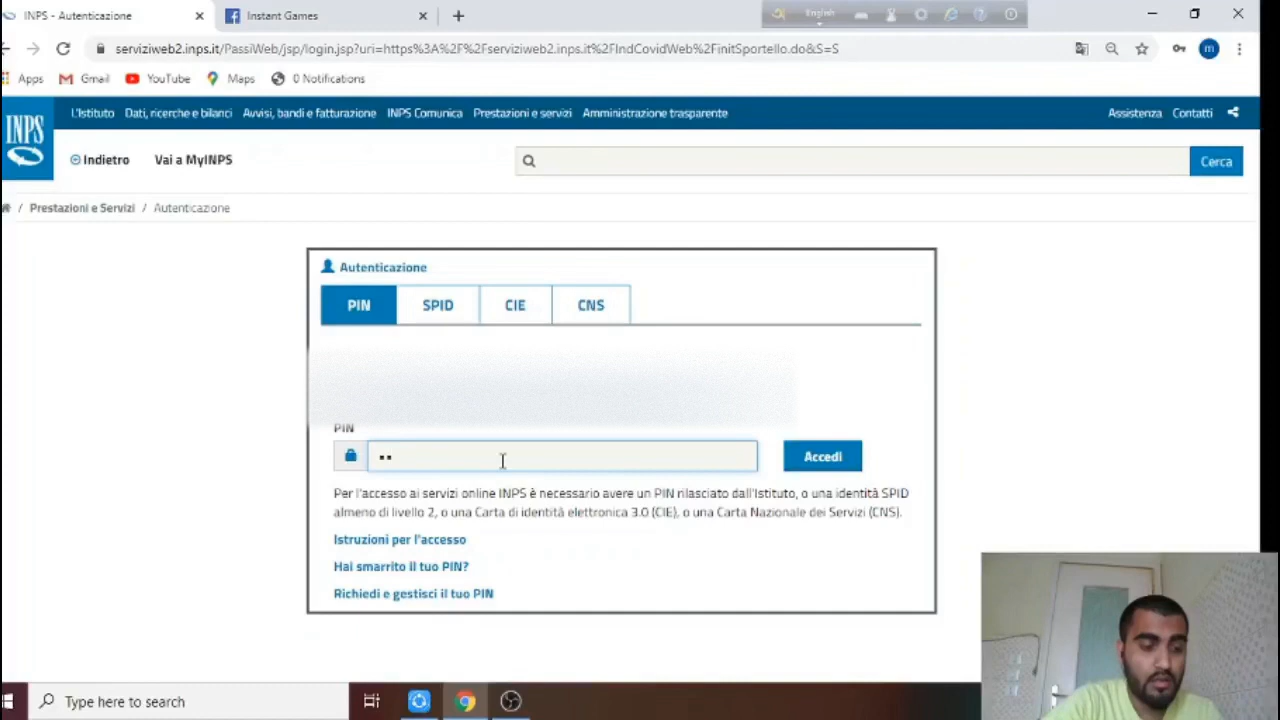 INPS - Autenticazione
Instant Games
English
serviziweb2.inps.it/PassiWeb/jsp/login.jsp?uri=https%3A%2F%2Fserviziweb2.inps.it%2FIndCovidWeb%2FinitSportello.do&S=S
m
Apps
Gmail
YouTube
Maps
0 Notifications
INPS
L'Istituto
Dati, ricerche e bilanci
Avvisi, bandi e fatturazione
INPS Comunica
Prestazioni e servizi
Amministrazione trasparente
Assistenza
Contatti
Indietro
Vai a MyINPS
Cerca
/ Prestazioni e Servizi / Autenticazione
Autenticazione
PIN
SPID
CIE
CNS
PIN
Accedi
Per l'accesso ai servizi online INPS è necessario avere un PIN rilasciato dall'Istituto, o una identità SPID
almeno di livello 2, o una Carta di identità elettronica 3.0 (CIE), o una Carta Nazionale dei Servizi (CNS).
Istruzioni per l'accesso
Hai smarrito il tuo PIN?
Richiedi e gestisci il tuo PIN
Type here to search